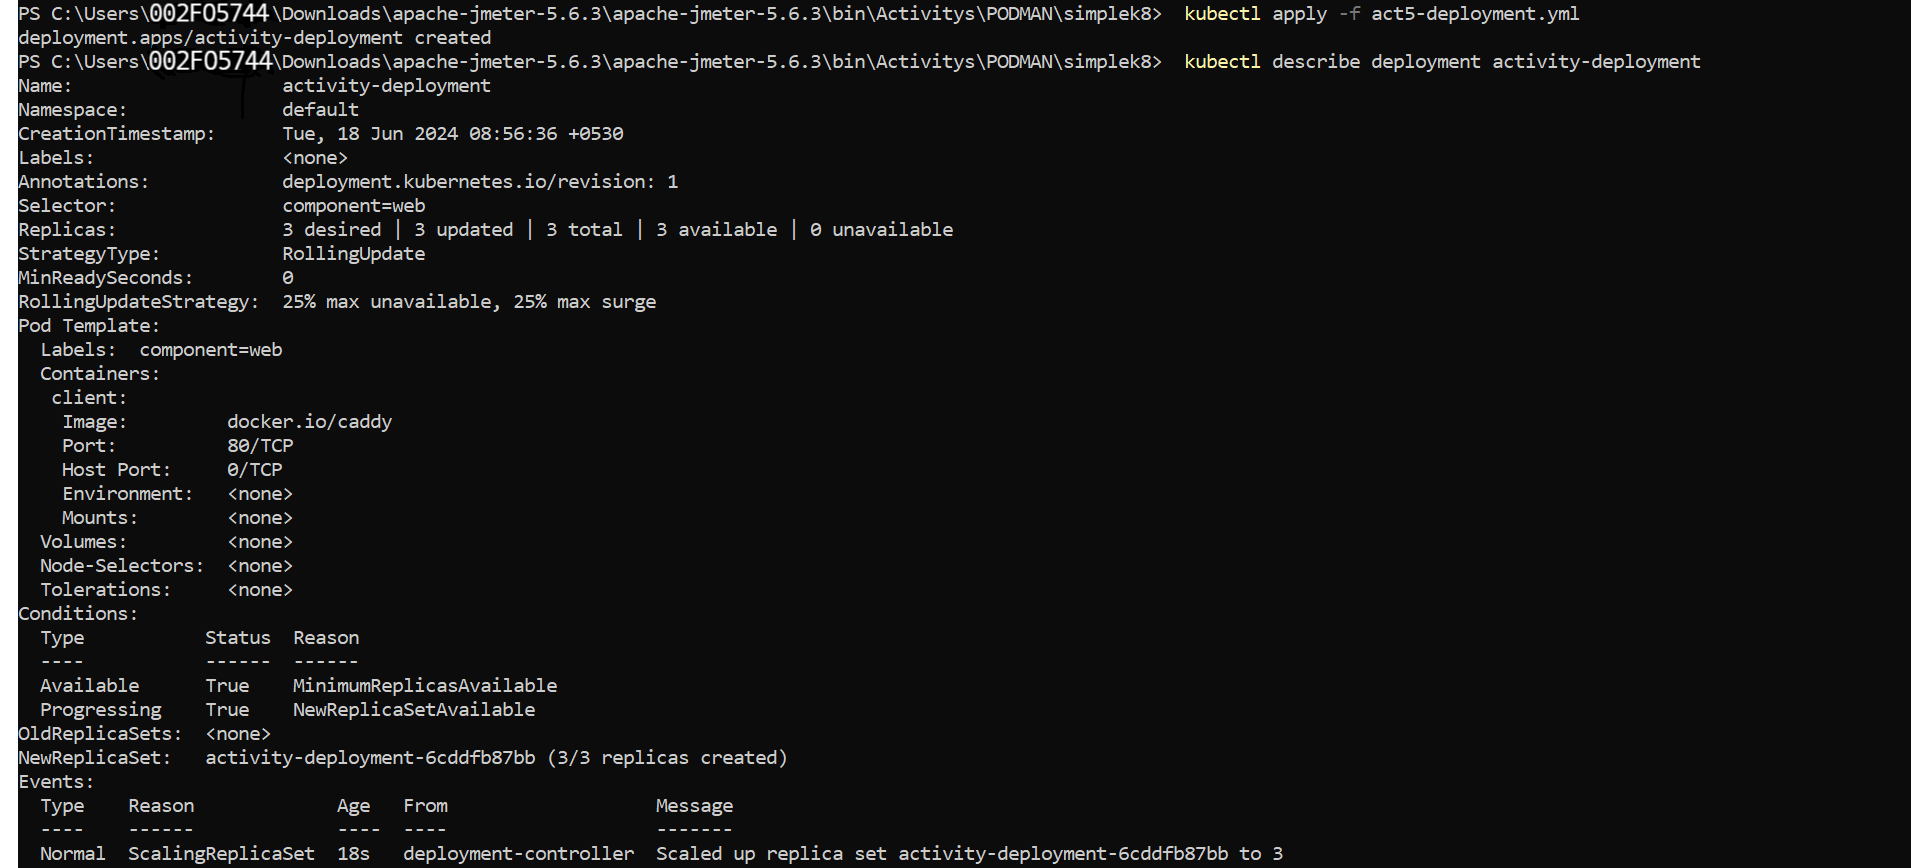 PS C:\Users\002FO5744\Downloads\apache-jmeter-5.6.3\apache-jmeter-5.6.3\bin\Activitys\PODMAN\simplek8> kubectl apply -f act5-deployment.yml
deployment.apps/activity-deployment created
PS C:\Users\002FO5744\Downloads\apache-jmeter-5.6.3\apache-jmeter-5.6.3\bin\Activitys\PODMAN\simplek8> kubectl describe deployment activity-deployment
Name: activity-deployment
Namespace: default
CreationTimestamp: Tue, 18 Jun 2024 08:56:36 +0530
Labels: <none>
Annotations: deployment.kubernetes.io/revision: 1
Selector: component=web
Replicas: 3 desired | 3 updated | 3 total | 3 available | 0 unavailable
StrategyType: RollingUpdate
MinReadySeconds: 0
RollingUpdateStrategy: 25% max unavailable, 25% max surge
Pod Template:
Labels: component=web
Containers:
client:
Image: docker.io/caddy
Port: 80/TCP
Host Port: 0/TCP
Environment: <none>
Mounts: <none>
Volumes: <none>
Node-Selectors: <none>
Tolerations: <none>
Conditions:
Type Status Reason
---- ------ ------
Available True MinimumReplicasAvailable
Progressing True NewReplicaSetAvailable
OldReplicaSets: <none>
NewReplicaSet: activity-deployment-6cddfb87bb (3/3 replicas created)
Events:
Type Reason Age From Message
---- ------ ---- ---- -------
Normal ScalingReplicaSet 18s deployment-controller Scaled up replica set activity-deployment-6cddfb87bb to 3